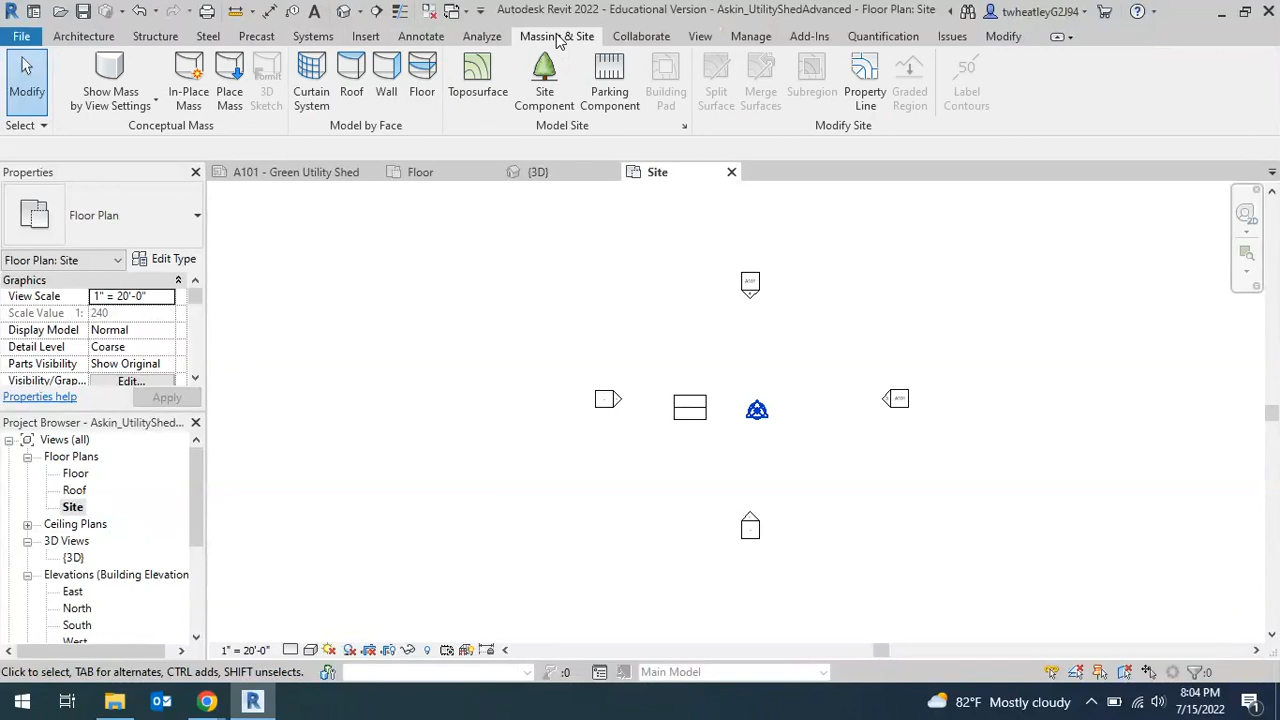 Autodesk Revit 2022 - Educational Version - Askin_UtilityShedAdvanced - Floor Plan: Site
twheatleyG2J94
File
Architecture
Structure
Steel
Precast
Systems
Insert
Annotate
Analyze
Massing & Site
Collaborate
View
Manage
Add-Ins
Quantification
Issues
Modify
Modify
Show Mass
by View Settings
In-Place
Mass
Place
Mass
Formit
3D
Sketch
Curtain
System
Roof
Wall
Floor
Toposurface
Site
Component
Parking
Component
Building
Pad
Split
Surface
Merge
Surfaces
Subregion
Property
Line
Graded
Region
50
Label
Contours
Select
Conceptual Mass
Model by Face
Model Site
Modify Site
Properties
A101 - Green Utility Shed
Floor
{3D}
Site
Floor Plan
Floor Plan: Site
Edit Type
Graphics
View Scale 1" = 20'-0"
Scale Value 1: 240
Display Model Normal
Detail Level Coarse
Parts Visibility Show Original
Visibility/Grap... Edit...
Properties help
Apply
Project Browser - Askin_UtilityShed...
Views (all)
Floor Plans
Floor
Roof
Site
Ceiling Plans
3D Views
{3D}
Elevations (Building Elevation
East
North
South
West
2D
A101
A101
1" = 20'-0"
Click to select, TAB for alternates, CTRL adds, SHIFT unselects.
:0
Main Model
:0
82°F Mostly cloudy
8:04 PM
7/15/2022
1